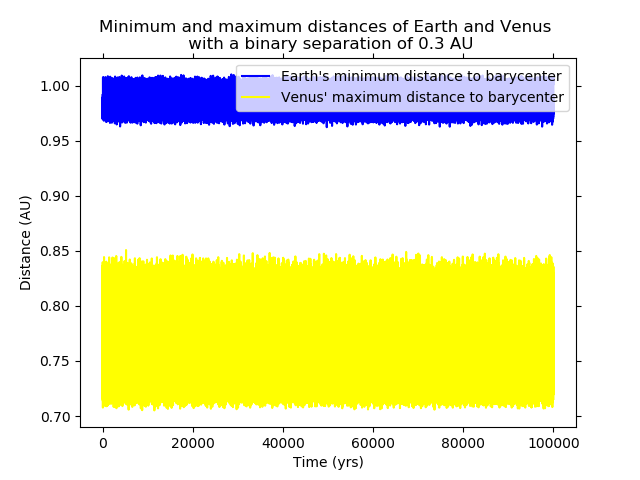 Minimum and maximum distances of Earth and Venus
with a binary separation of 0.3 AU
Earth's minimum distance to barycenter
Venus' maximum distance to barycenter
Distance (AU)
1.00
0.95
0.90
0.85
0.80
0.75
0.70
0 20000 40000 60000 80000 100000
Time (yrs)